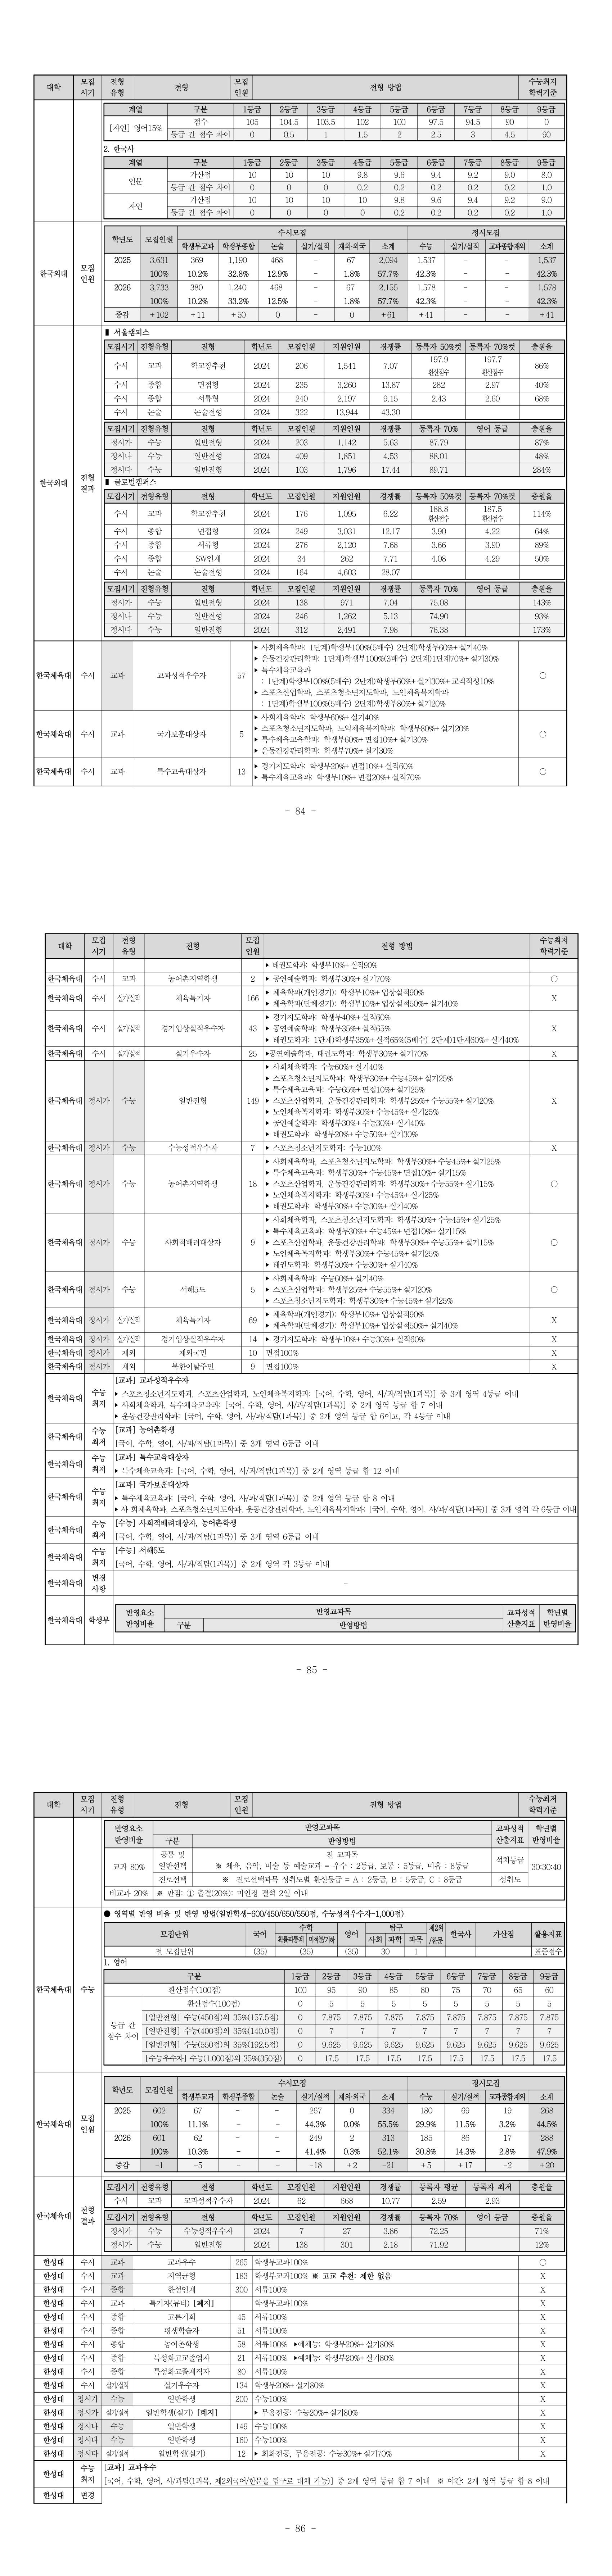 대학 모집시기 전형유형 전형 모집인원 전형 방법 수능최저학력기준
[자연] 영어15%
계열 구분 1등급 2등급 3등급 4등급 5등급 6등급 7등급 8등급 9등급
점수 105 104.5 103.5 102 100 97.5 94.5 90 0
등급 간 점수 차이 0 0.5 1 1.5 2 2.5 3 4.5 90
2. 한국사
계열 구분 1등급 2등급 3등급 4등급 5등급 6등급 7등급 8등급 9등급
인문 가산점 10 10 10 9.8 9.6 9.4 9.2 9.0 8.0
등급 간 점수 차이 0 0 0 0.2 0.2 0.2 0.2 0.2 1.0
자연 가산점 10 10 10 10 9.8 9.6 9.4 9.2 9.0
등급 간 점수 차이 0 0 0 0 0.2 0.2 0.2 0.2 1.0
한국외대 모집인원
학년도 모집인원 수시모집 정시모집
학생부교과 학생부종합 논술 실기/실적 재외·외국 소계 수능 실기/실적 교과종합재외 소계
2025 3,631 369 1,190 468 - 67 2,094 1,537 - - 1,537
100% 10.2% 32.8% 12.9% - 1.8% 57.7% 42.3% - - 42.3%
2026 3,733 380 1,240 468 - 67 2,155 1,578 - - 1,578
100% 10.2% 33.2% 12.5% - 1.8% 57.7% 42.3% - - 42.3%
증감 +102 +11 +50 0 - 0 +61 +41 - - +41
한국외대 전형결과
▮ 서울캠퍼스
모집시기 전형유형 전형 학년도 모집인원 지원인원 경쟁률 등록자 50%컷 등록자 70%컷 충원율
수시 교과 학교장추천 2024 206 1,541 7.07 197.9 환산점수 197.7 환산점수 86%
수시 종합 면접형 2024 235 3,260 13.87 282 2.97 40%
수시 종합 서류형 2024 240 2,197 9.15 2.43 2.60 68%
수시 논술 논술전형 2024 322 13,944 43.30
모집시기 전형유형 전형 학년도 모집인원 지원인원 경쟁률 등록자 70% 영어 등급 충원율
정시가 수능 일반전형 2024 203 1,142 5.63 87.79 87%
정시나 수능 일반전형 2024 409 1,851 4.53 88.01 48%
정시다 수능 일반전형 2024 103 1,796 17.44 89.71 284%
▮ 글로벌캠퍼스
모집시기 전형유형 전형 학년도 모집인원 지원인원 경쟁률 등록자 50%컷 등록자 70%컷 충원율
수시 교과 학교장추천 2024 176 1,095 6.22 188.8 환산점수 187.5 환산점수 114%
수시 종합 면접형 2024 249 3,031 12.17 3.90 4.22 64%
수시 종합 서류형 2024 276 2,120 7.68 3.66 3.90 89%
수시 종합 SW인재 2024 34 262 7.71 4.08 4.29 50%
수시 논술 논술전형 2024 164 4,603 28.07
모집시기 전형유형 전형 학년도 모집인원 지원인원 경쟁률 등록자 70% 영어 등급 충원율
정시가 수능 일반전형 2024 138 971 7.04 75.08 143%
정시나 수능 일반전형 2024 246 1,262 5.13 74.90 93%
정시다 수능 일반전형 2024 312 2,491 7.98 76.38 173%
한국체육대 수시 교과 교과성적우수자 57 ○
▶ 사회체육학과: 1단계)학생부100%(5배수) 2단계)학생부60%+실기40%
▶ 운동건강관리학과: 1단계)학생부100%(3배수) 2단계)1단계70%+실기30%
▶ 특수체육교육과
: 1단계)학생부100%(5배수) 2단계)학생부60%+실기30%+교직적성10%
▶ 스포츠산업학과, 스포츠청소년지도학과, 노인체육복지학과
: 1단계)학생부100%(5배수) 2단계)학생부80%+실기20%
한국체육대 수시 교과 국가보훈대상자 5 ○
▶ 사회체육학과: 학생부60%+실기40%
▶ 스포츠청소년지도학과, 노인체육복지학과: 학생부80%+실기20%
▶ 특수체육교육학과: 학생부60%+면접10%+실기30%
▶ 운동건강관리학과: 학생부70%+실기30%
한국체육대 수시 교과 특수교육대상자 13 ○
▶ 경기지도학과: 학생부20%+면접10%+실적60%
▶ 특수체육교육과: 학생부10%+면접20%+실적70%
- 84 -
대학 모집시기 전형유형 전형 모집인원 전형 방법 수능최저학력기준
▶ 태권도학과: 학생부10%+실적90%
한국체육대 수시 교과 농어촌지역학생 2 ▶ 공연예술학과: 학생부30%+실기70% ○
한국체육대 수시 실기/실적 체육특기자 166 X
▶ 체육학과(개인경기): 학생부10%+입상실적90%
▶ 체육학과(단체경기): 학생부10%+입상실적50%+실기40%
한국체육대 수시 실기/실적 경기입상실적우수자 43 X
▶ 경기지도학과: 학생부40%+실적60%
▶ 공연예술학과: 학생부35%+실적65%
▶ 태권도학과: 1단계)학생부35%+실적65%(5배수) 2단계)1단계60%+실기40%
한국체육대 수시 실기/실적 실기우수자 25 ▶공연예술학과, 태권도학과: 학생부30%+실기70% X
한국체육대 정시가 수능 일반전형 149 X
▶ 사회체육학과: 수능60%+실기40%
▶ 스포츠청소년지도학과: 학생부30%+수능45%+실기25%
▶ 특수체육교육과: 수능65%+면접10%+실기25%
▶ 스포츠산업학과, 운동건강관리학과: 학생부25%+수능55%+실기20%
▶ 노인체육복지학과: 학생부30%+수능45%+실기25%
▶ 공연예술학과: 학생부30%+수능30%+실기40%
▶ 태권도학과: 학생부20%+수능50%+실기30%
한국체육대 정시가 수능 수능성적우수자 7 ▶ 스포츠청소년지도학과: 수능100% X
한국체육대 정시가 수능 농어촌지역학생 18 ○
▶ 사회체육학과, 스포츠청소년지도학과: 학생부30%+수능45%+실기25%
▶ 특수체육교육과: 학생부30%+수능45%+면접10%+실기15%
▶ 스포츠산업학과, 운동건강관리학과: 학생부30%+수능55%+실기15%
▶ 노인체육복지학과: 학생부30%+수능45%+실기25%
▶ 태권도학과: 학생부30%+수능30%+실기40%
한국체육대 정시가 수능 사회적배려대상자 9 ○
▶ 사회체육학과, 스포츠청소년지도학과: 학생부30%+수능45%+실기25%
▶ 특수체육교육과: 학생부30%+수능45%+면접10%+실기15%
▶ 스포츠산업학과, 운동건강관리학과: 학생부30%+수능55%+실기15%
▶ 노인체육복지학과: 학생부30%+수능45%+실기25%
▶ 태권도학과: 학생부30%+수능30%+실기40%
한국체육대 정시가 수능 서해5도 5 ○
▶ 사회체육학과: 수능60%+실기40%
▶ 스포츠산업학과: 학생부25%+수능55%+실기20%
▶ 스포츠청소년지도학과: 학생부30%+수능45%+실기25%
한국체육대 정시가 실기/실적 체육특기자 69 X
▶ 체육학과(개인경기): 학생부10%+입상실적90%
▶ 체육학과(단체경기): 학생부10%+입상실적50%+실기40%
한국체육대 정시가 실기/실적 경기입상실적우수자 14 ▶ 경기지도학과: 학생부10%+수능30%+실적60% X
한국체육대 정시가 재외 재외국민 10 면접100% X
한국체육대 정시가 재외 북한이탈주민 9 면접100% X
한국체육대 수능최저
[교과] 교과성적우수자
▶ 스포츠청소년지도학과, 스포츠산업학과, 노인체육복지학과: [국어, 수학, 영어, 사/과/직탐(1과목)] 중 3개 영역 4등급 이내
▶ 사회체육학과, 특수체육교육과: [국어, 수학, 영어, 사/과/직탐(1과목)] 중 2개 영역 등급 합 7 이내
▶ 운동건강관리학과: [국어, 수학, 영어, 사/과/직탐(1과목)] 중 2개 영역 등급 합 6이고, 각 4등급 이내
한국체육대 수능최저
[교과] 농어촌학생
[국어, 수학, 영어, 사/과/직탐(1과목)] 중 3개 영역 6등급 이내
한국체육대 수능최저
[교과] 특수교육대상자
▶ 특수체육교육과: [국어, 수학, 영어, 사/과/직탐(1과목)] 중 2개 영역 등급 합 12 이내
한국체육대 수능최저
[교과] 국가보훈대상자
▶ 특수체육교육과: [국어, 수학, 영어, 사/과/직탐(1과목)] 중 2개 영역 등급 합 8 이내
▶ 사 회체육학과, 스포츠청소년지도학과, 운동건강관리학과, 노인체육복지학과: [국어, 수학, 영어, 사/과/직탐(1과목)] 중 3개 영역 각 6등급 이내
한국체육대 수능최저
[수능] 사회적배려대상자, 농어촌학생
[국어, 수학, 영어, 사/과/직탐(1과목)] 중 3개 영역 6등급 이내
한국체육대 수능최저
[수능] 서해5도
[국어, 수학, 영어, 사/과/직탐(1과목)] 중 2개 영역 각 3등급 이내
한국체육대 변경사항 -
한국체육대 학생부
반영요소 반영비율 반영교과목 교과성적 산출지표 학년별 반영비율
구분 반영방법
- 85 -
대학 모집시기 전형유형 전형 모집인원 전형 방법 수능최저학력기준
반영요소 반영비율 반영교과목 교과성적 산출지표 학년별 반영비율
구분 반영방법
교과 80% 공통 및 일반선택 전 교과목 석차등급 30:30:40
※ 체육, 음악, 미술 등 예술교과 = 우수 : 2등급, 보통 : 5등급, 미흡 : 8등급
진로선택 ※ 진로선택과목 성취도별 환산등급 = A : 2등급, B : 5등급, C : 8등급 성취도
비교과 20% ※ 만점: ① 출결(20%): 미인정 결석 2일 이내
한국체육대 수능
● 영역별 반영 비율 및 반영 방법(일반학생-600/450/650/550점, 수능성적우수자-1,000점)
모집단위 국어 수학 영어 탐구 제2외/한문 한국사 가산점 활용지표
확률과통계 미적분/기하 사회 과학 과목
전 모집단위 (35) (35) (35) 30 1 표준점수
1. 영어
구분 1등급 2등급 3등급 4등급 5등급 6등급 7등급 8등급 9등급
환산점수(100점) 100 95 90 85 80 75 70 65 60
등급 간 점수 차이 환산점수(100점) 0 5 5 5 5 5 5 5 5
[일반전형] 수능(450점)의 35%(157.5점) 0 7.875 7.875 7.875 7.875 7.875 7.875 7.875 7.875
[일반전형] 수능(400점)의 35%(140.0점) 0 7 7 7 7 7 7 7 7
[일반전형] 수능(550점)의 35%(192.5점) 0 9.625 9.625 9.625 9.625 9.625 9.625 9.625 9.625
[수능우수자] 수능(1,000점)의 35%(350점) 0 17.5 17.5 17.5 17.5 17.5 17.5 17.5 17.5
한국체육대 모집인원
학년도 모집인원 수시모집 정시모집
학생부교과 학생부종합 논술 실기/실적 재외·외국 소계 수능 실기/실적 교과종합재외 소계
2025 602 67 - - 267 0 334 180 69 19 268
100% 11.1% - - 44.3% 0.0% 55.5% 29.9% 11.5% 3.2% 44.5%
2026 601 62 - - 249 2 313 185 86 17 288
100% 10.3% - - 41.4% 0.3% 52.1% 30.8% 14.3% 2.8% 47.9%
증감 -1 -5 - - -18 +2 -21 +5 +17 -2 +20
한국체육대 전형결과
모집시기 전형유형 전형 학년도 모집인원 지원인원 경쟁률 등록자 평균 등록자 최저 충원율
수시 교과 교과성적우수자 2024 62 668 10.77 2.59 2.93
모집시기 전형유형 전형 학년도 모집인원 지원인원 경쟁률 등록자 70% 영어 등급 충원율
정시가 수능 수능성적우수자 2024 7 27 3.86 72.25 71%
정시가 수능 일반전형 2024 138 301 2.18 71.92 12%
한성대 수시 교과 교과우수 265 학생부교과100% ○
한성대 수시 교과 지역균형 183 학생부교과100% ※ 고교 추천: 제한 없음 X
한성대 수시 종합 한성인재 300 서류100% X
한성대 수시 교과 특기자(뷰티) [폐지] 학생부교과100% X
한성대 수시 종합 고른기회 45 서류100% X
한성대 수시 종합 평생학습자 51 서류100% X
한성대 수시 종합 농어촌학생 58 서류100% ▶예체능: 학생부20%+실기80% X
한성대 수시 종합 특성화고교졸업자 21 서류100% ▶예체능: 학생부20%+실기80% X
한성대 수시 종합 특성화고졸재직자 80 서류100% X
한성대 수시 실기/실적 실기우수자 134 학생부20%+실기80% X
한성대 정시가 수능 일반학생 200 수능100% X
한성대 정시가 실기/실적 일반학생(실기) [폐지] ▶ 무용전공: 수능20%+실기80% X
한성대 정시나 수능 일반학생 149 수능100% X
한성대 정시다 수능 일반학생 160 수능100% X
한성대 정시다 실기/실적 일반학생(실기) 12 ▶ 회화전공, 무용전공: 수능30%+실기70% X
한성대 수능최저
[교과] 교과우수
[국어, 수학, 영어, 사/과탐(1과목, 제2외국어/한문을 탐구로 대체 가능)] 중 2개 영역 등급 합 7 이내 ※ 야간: 2개 영역 등급 합 8 이내
한성대 변경
- 86 -